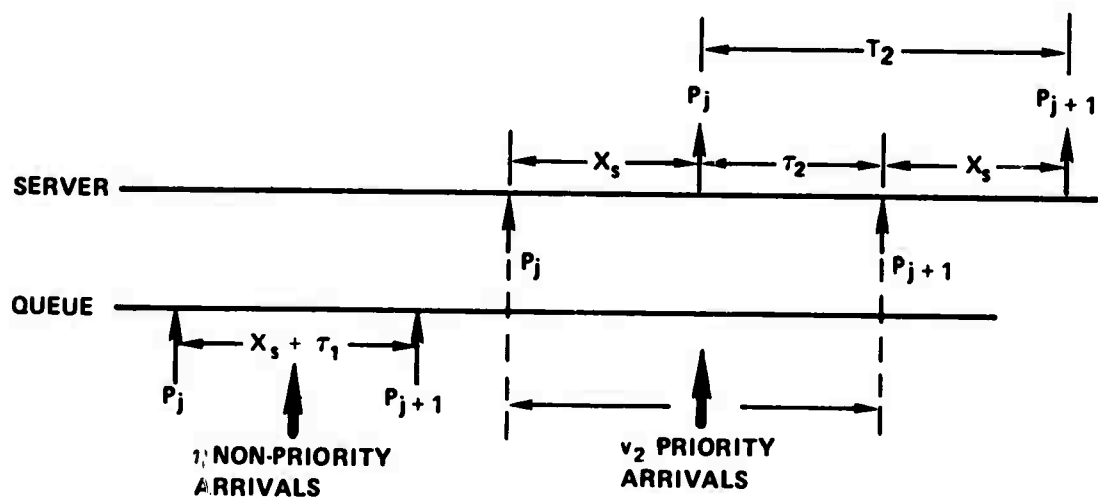 T₂
Pⱼ
Pⱼ + 1
Xₛ
τ₂
Xₛ
SERVER
Pⱼ
Pⱼ + 1
QUEUE
Xₛ + τ₁
Pⱼ
Pⱼ + 1
NON-PRIORITY
ARRIVALS
v₂ PRIORITY
ARRIVALS